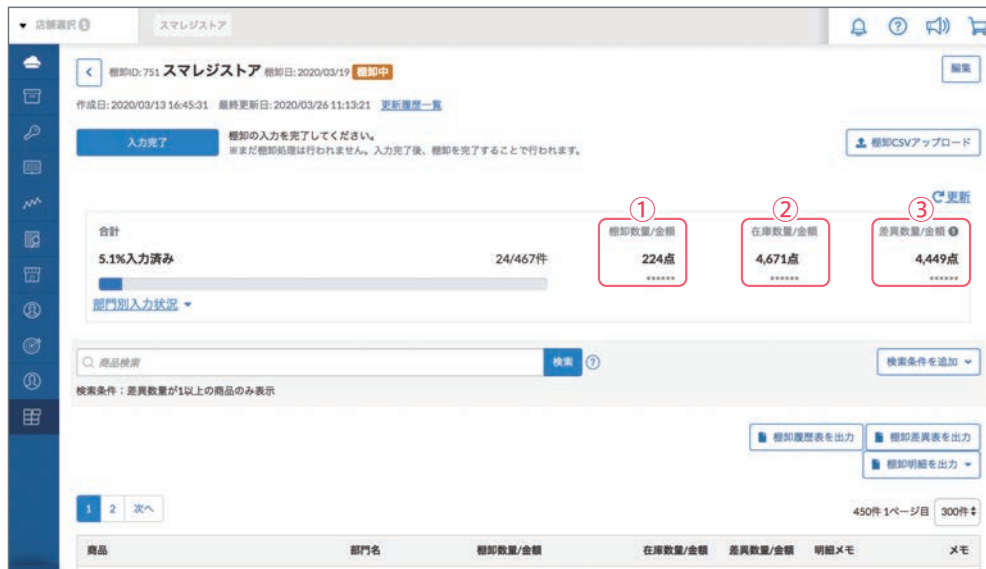 店舗選択 スマレジストア
棚卸ID: 751 スマレジストア 棚卸日: 2020/03/19 棚卸中
編集
作成日: 2020/03/13 16:45:31 最終更新日: 2020/03/26 11:13:21 更新履歴一覧
入力完了
棚卸の入力を完了してください。
※まだ棚卸処理は行われません。入力完了後、棚卸を完了することで行われます。
棚卸CSVアップロード
更新
① ② ③
合計 棚卸数量/金額 在庫数量/金額 差異数量/金額
5.1%入力済み 24/467件 224点 4,671点 4,449点
****** ****** ******
部門別入力状況
商品検索 検索 ? 検索条件を追加
検索条件:差異数量が1以上の商品のみ表示
棚卸履歴表を出力 棚卸差異表を出力
棚卸明細を出力
1 2 次へ
450件 1ページ目 300件
商品 部門名 棚卸数量/金額 在庫数量/金額 差異数量/金額 明細メモ メモ